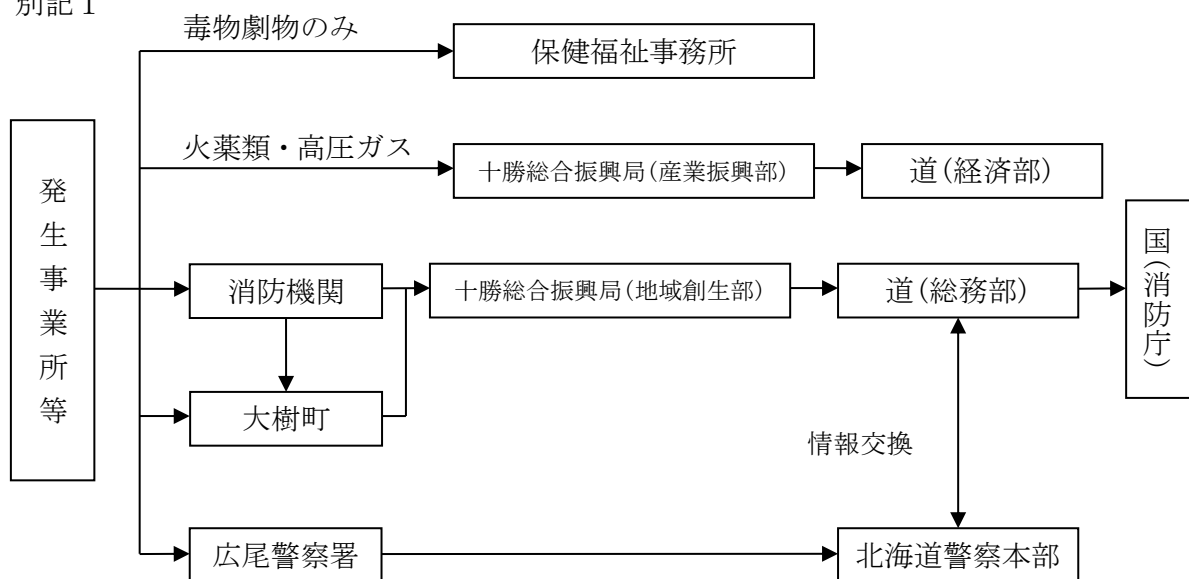 別記1
毒物劇物のみ
保健福祉事務所
火薬類・高圧ガス
十勝総合振興局(産業振興部)
道(経済部)
発生事業所等
消防機関
十勝総合振興局(地域創生部)
道(総務部)
国(消防庁)
大樹町
情報交換
広尾警察署
北海道警察本部